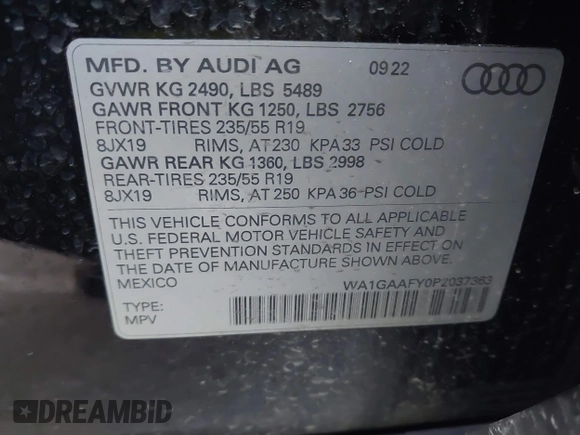 MFD. BY AUDI AG 09 22
GVWR KG 2490, LBS 5489
GAWR FRONT KG 1250, LBS 2756
FRONT-TIRES 235/55 R19
8JX19 RIMS, AT 230 KPA 33 PSI COLD
GAWR REAR KG 1360, LBS 2998
REAR-TIRES 235/55 R19
8JX19 RIMS, AT 250 KPA 36 PSI COLD
THIS VEHICLE CONFORMS TO ALL APPLICABLE
U.S. FEDERAL MOTOR VEHICLE SAFETY AND
THEFT PREVENTION STANDARDS IN EFFECT ON
THE DATE OF MANUFACTURE SHOWN ABOVE.
MEXICO WA1GAAFY0P2037363
TYPE:
MPV
DREAMBID